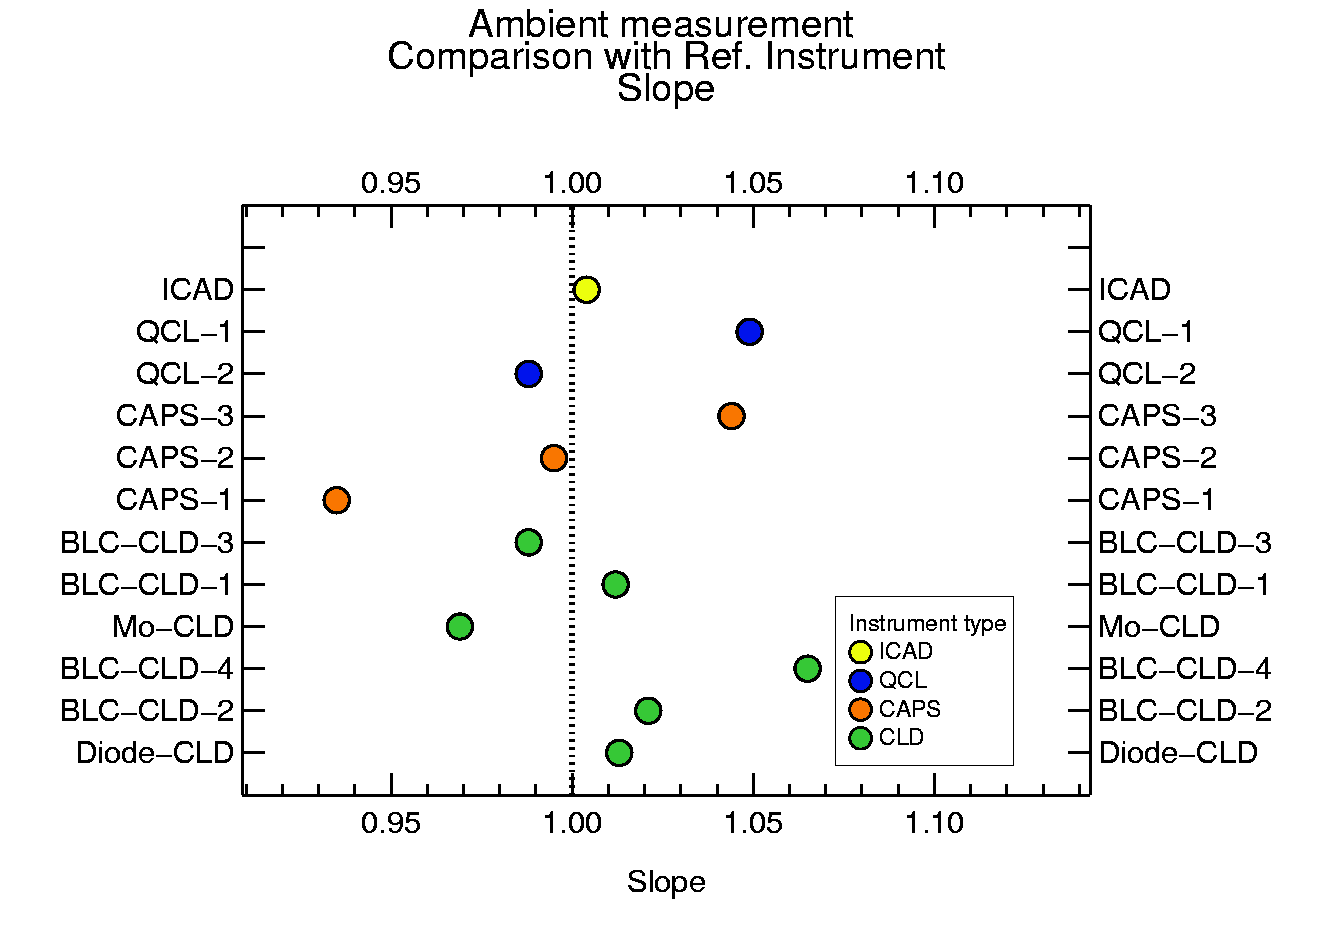 Ambient measurement
Comparison with Ref. Instrument
Slope
0.95 1.00 1.05 1.10
ICAD ICAD
QCL−1 QCL−1
QCL−2 QCL−2
CAPS−3 CAPS−3
CAPS−2 CAPS−2
CAPS−1 CAPS−1
BLC−CLD−3 BLC−CLD−3
BLC−CLD−1 BLC−CLD−1
Mo−CLD Mo−CLD
BLC−CLD−4 BLC−CLD−4
BLC−CLD−2 BLC−CLD−2
Diode−CLD Diode−CLD
Instrument type
ICAD
QCL
CAPS
CLD
0.95 1.00 1.05 1.10
Slope